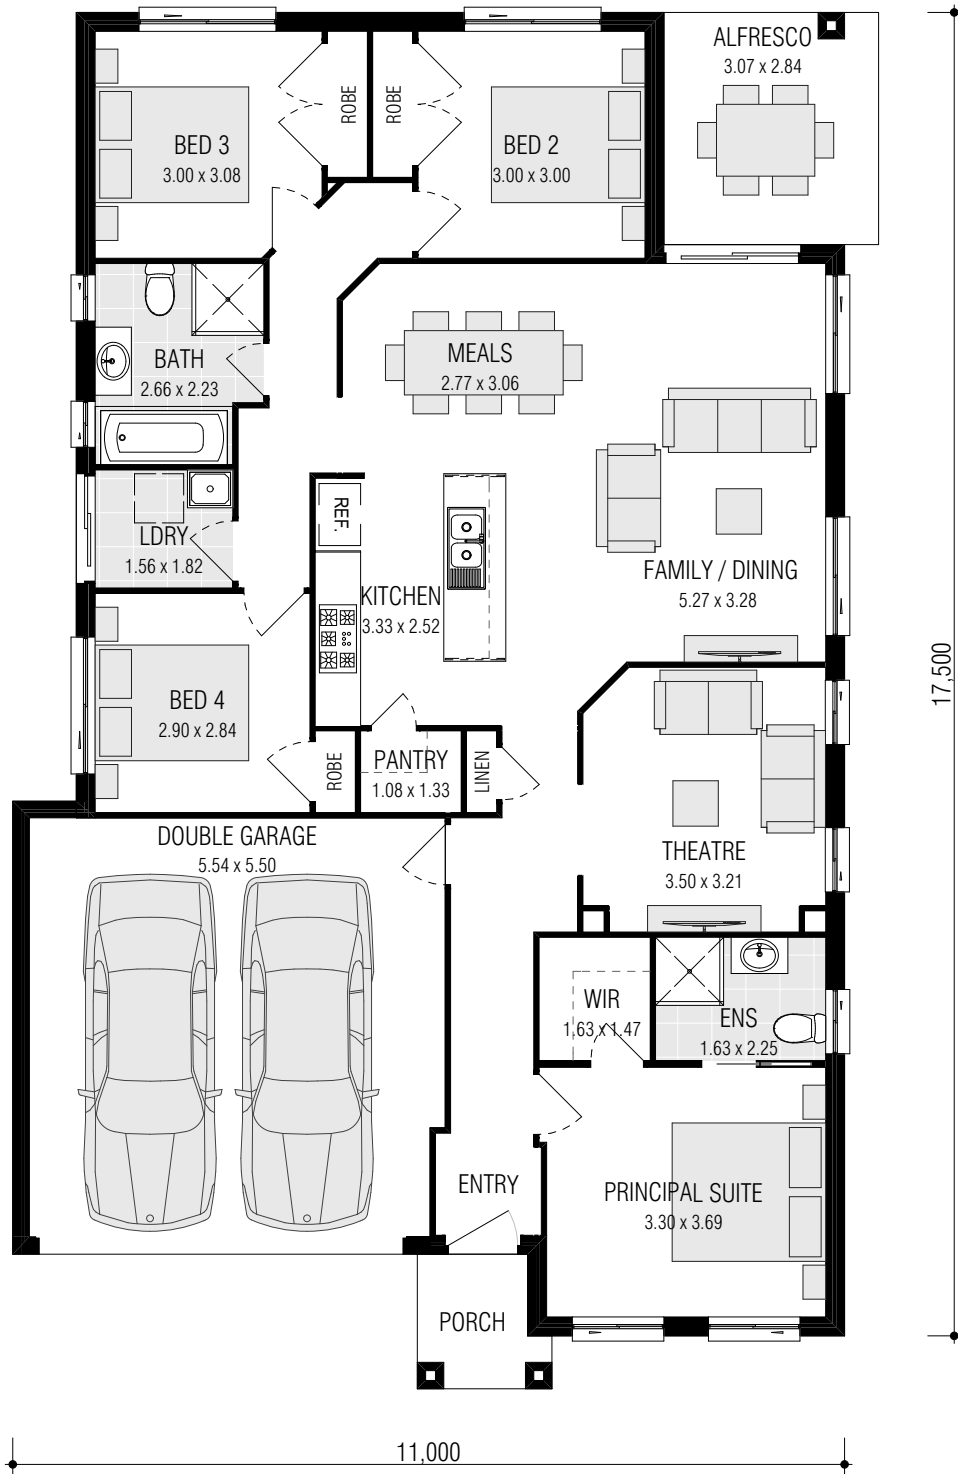 ALFRESCO
3.07 x 2.84
BED 3
3.00 x 3.08
ROBE
ROBE
BED 2
3.00 x 3.00
BATH
2.66 x 2.23
MEALS
2.77 x 3.06
LDRY
1.56 x 1.82
REF.
KITCHEN
3.33 x 2.52
FAMILY / DINING
5.27 x 3.28
17,500
BED 4
2.90 x 2.84
ROBE
PANTRY
1.08 x 1.33
LINEN
DOUBLE GARAGE
5.54 x 5.50
THEATRE
3.50 x 3.21
WIR
1.63 x 1.47
ENS
1.63 x 2.25
ENTRY
PRINCIPAL SUITE
3.30 x 3.69
PORCH
11,000